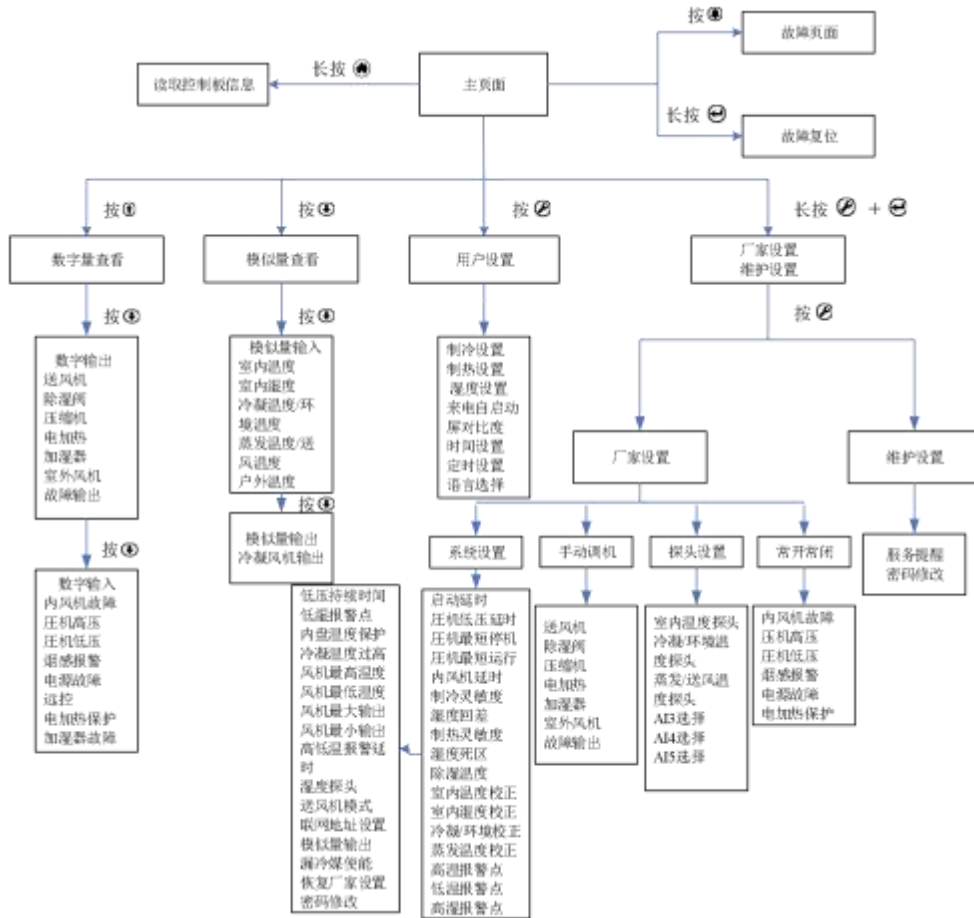 按
故障页面
长按
读取控制板信息
主页面
长按
故障复位
按
按
按
长按 +
数字量查看
模似量查看
用户设置
厂家设置
维护设置
按
按
按
数字输出
送风机
除湿阀
压缩机
电加热
加湿器
室外风机
故障输出
模似量输入
室内温度
室内湿度
冷凝温度/环
境温度
蒸发温度/送
风温度
户外温度
制冷设置
制热设置
湿度设置
来电自启动
屏对比度
时间设置
定时设置
语言选择
厂家设置
维护设置
按
按
模似量输出
冷凝风机输出
系统设置
手动调机
探头设置
常开常闭
服务提醒
密码修改
数字输入
内风机故障
压机高压
压机低压
烟感报警
电源故障
远控
电加热保护
加湿器故障
低压持续时间
低温报警点
内盘温度保护
冷凝温度过高
风机最高温度
风机最低温度
风机最大输出
风机最小输出
高低温报警延
时
湿度探头
送风机模式
联网地址设置
模似量输出
漏冷媒使能
恢复厂家设置
密码修改
启动延时
压机低压延时
压机最短停机
压机最短运行
内风机延时
制冷灵敏度
湿度回差
制热灵敏度
湿度死区
除湿温度
室内温度校正
室内湿度校正
冷凝/环境校正
蒸发温度校正
高温报警点
低温报警点
高湿报警点
送风机
除湿阀
压缩机
电加热
加湿器
室外风机
故障输出
室内温度探头
冷凝/环境温
度探头
蒸发/送风温
度探头
AI3选择
AI4选择
AI5选择
内风机故障
压机高压
压机低压
烟感报警
电源故障
电加热保护